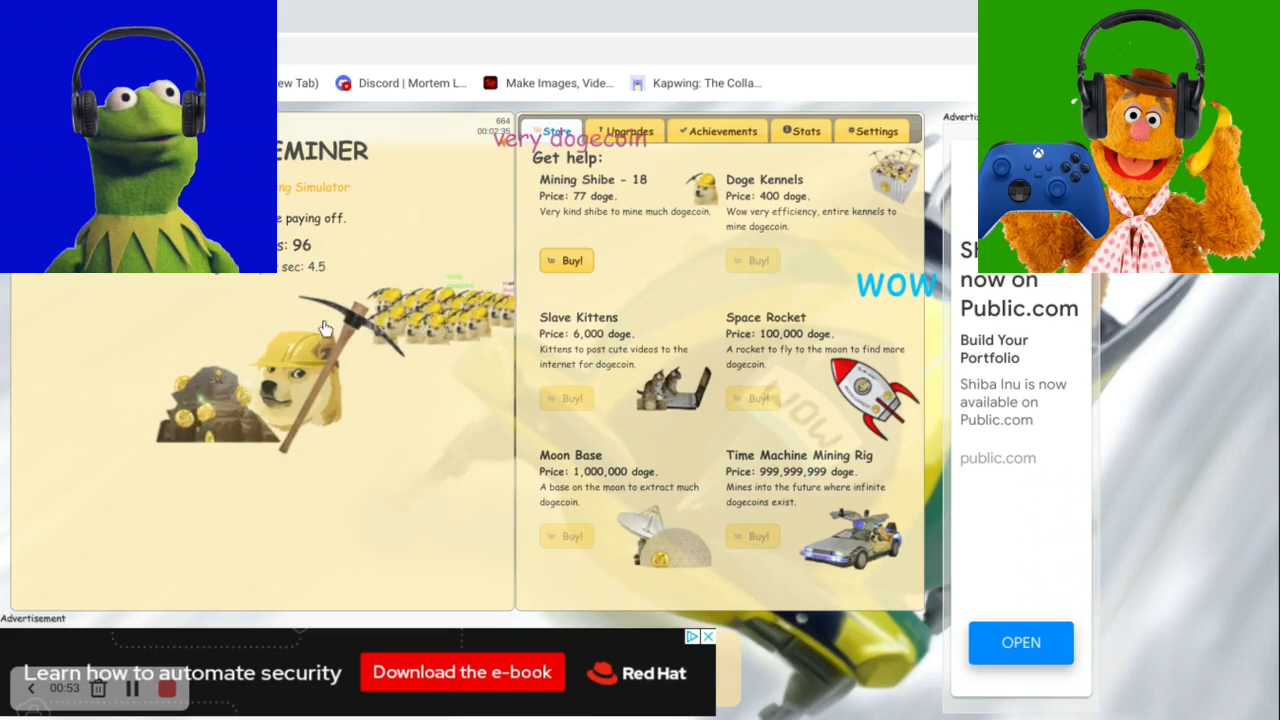 ew Tab)
Discord | Mortem L...
Make Images, Vide...
Kapwing: The Colla...
664
00:02:35
EMINER
ng Simulator
e paying off.
s: 96
sec: 4.5
very dogecoin
Store
Upgrades
Achievements
Stats
Settings
Get help:
Mining Shibe - 18
Price: 77 doge.
Very kind shibe to mine much dogecoin.
Buy!
Doge Kennels
Price: 400 doge.
Wow very efficiency, entire kennels to
mine dogecoin.
Buy!
wow
Slave Kittens
Price: 6,000 doge.
Kittens to post cute videos to the
internet for dogecoin.
Buy!
Space Rocket
Price: 100,000 doge.
A rocket to fly to the moon to find more
dogecoin.
Buy!
WOW
Moon Base
Price: 1,000,000 doge.
A base on the moon to extract much
dogecoin.
Buy!
Time Machine Mining Rig
Price: 999,999,999 doge.
Mines into the future where infinite
dogecoins exist.
Buy!
Adverti
now on
Public.com
Build Your
Portfolio
Shiba Inu is now
available on
Public.com
public.com
OPEN
Advertisement
Learn how to automate security
Download the e-book
Red Hat
00:53